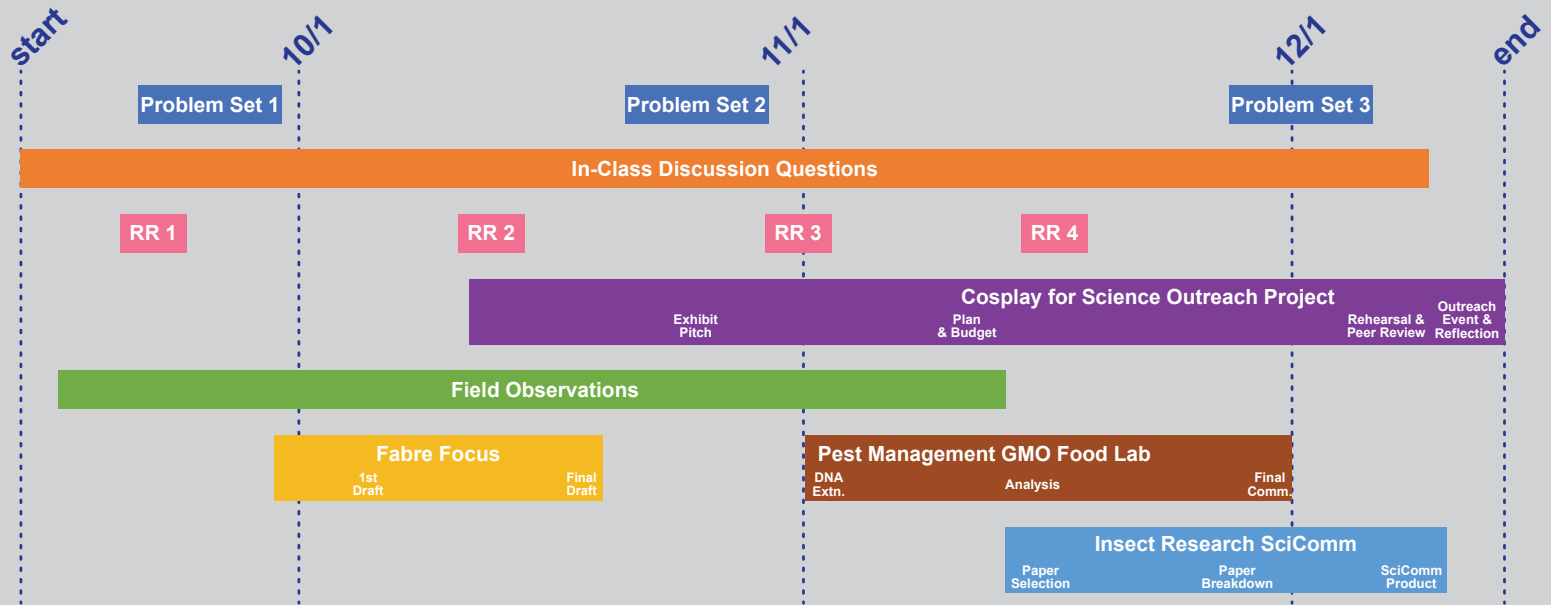 start
10/1
11/1
12/1
end
Problem Set 1
Problem Set 2
Problem Set 3
In-Class Discussion Questions
RR 1
RR 2
RR 3
RR 4
Cosplay for Science Outreach Project
Exhibit
Pitch
Plan
& Budget
Rehearsal &
Peer Review
Outreach
Event &
Reflection
Field Observations
Fabre Focus
1st
Draft
Final
Draft
Pest Management GMO Food Lab
DNA
Extn.
Analysis
Final
Comm.
Insect Research SciComm
Paper
Selection
Paper
Breakdown
SciComm
Product